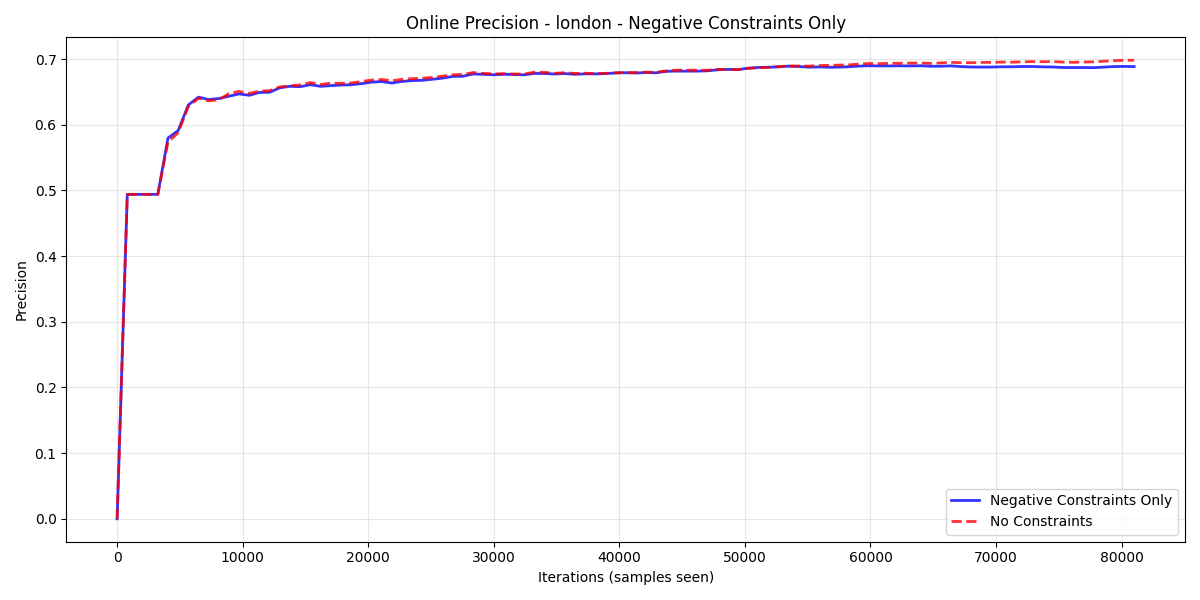 Online Precision - london - Negative Constraints Only
Precision
0.7
0.6
0.5
0.4
0.3
0.2
0.1
0.0
0 10000 20000 30000 40000 50000 60000 70000 80000
Iterations (samples seen)
Negative Constraints Only
No Constraints